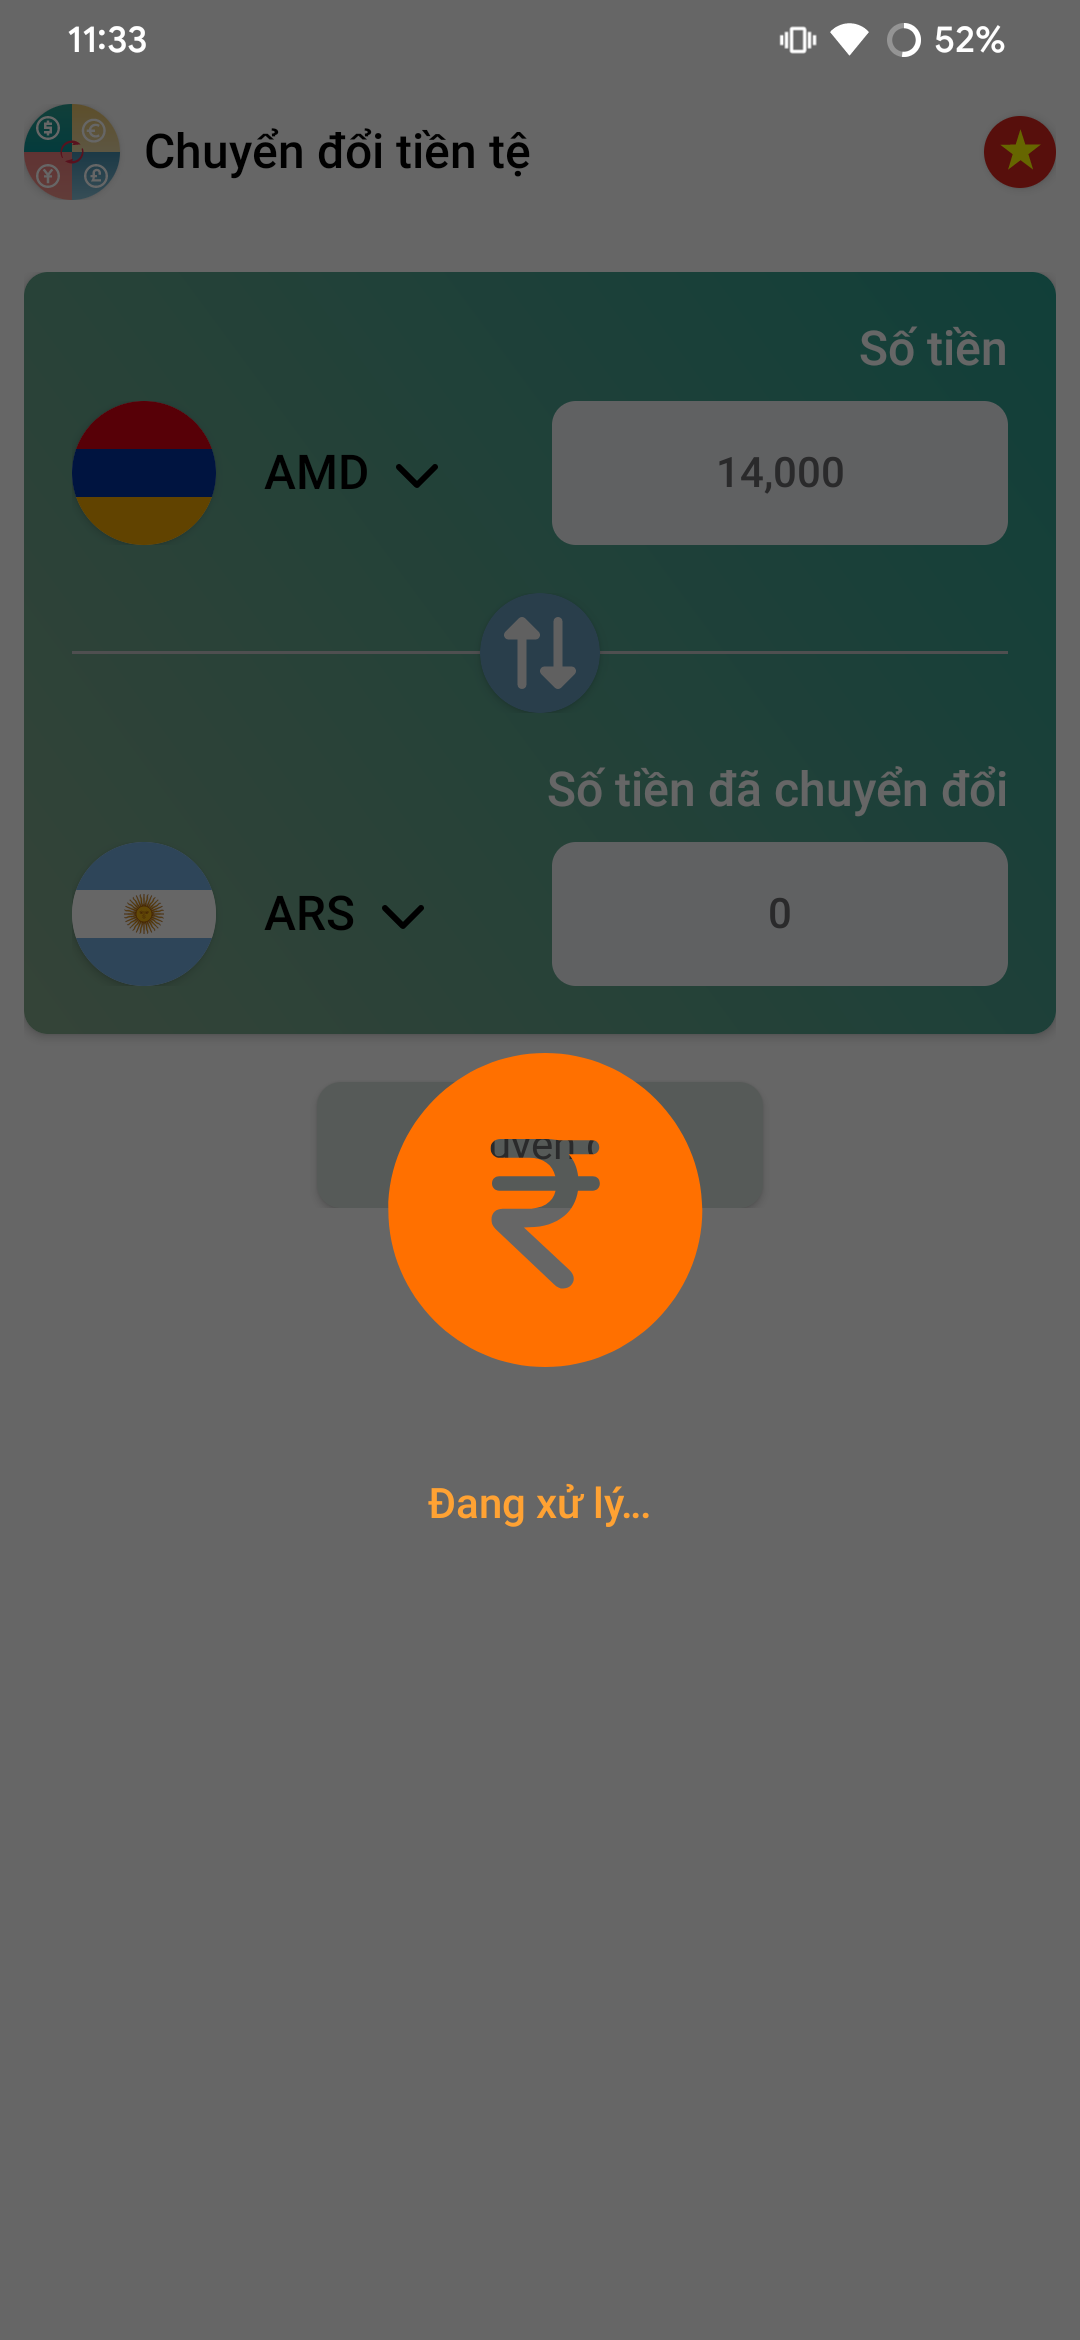 11:33
52%
Chuyển đổi tiền tệ
Số tiền
AMD
14,000
Số tiền đã chuyển đổi
ARS
0
Đang xử lý...